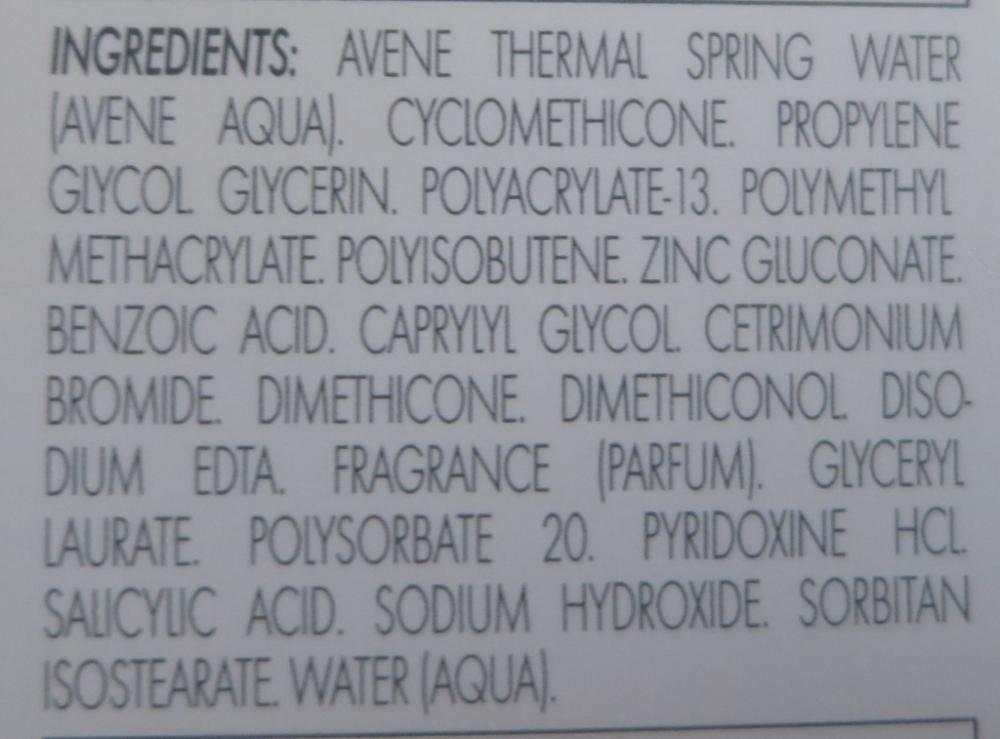 INGREDIENTS: AVENE THERMAL SPRING WATER
(AVENE AQUA). CYCLOMETHICONE. PROPYLENE
GLYCOL. GLYCERIN. POLYACRYLATE-13. POLYMETHYL
METHACRYLATE. POLYISOBUTENE. ZINC GLUCONATE.
BENZOIC ACID. CAPRYLYL GLYCOL. CETRIMONIUM
BROMIDE. DIMETHICONE. DIMETHICONOL. DISO-
DIUM EDTA. FRAGRANCE (PARFUM). GLYCERYL
LAURATE. POLYSORBATE 20. PYRIDOXINE HCL.
SALICYLIC ACID. SODIUM HYDROXIDE. SORBITAN
ISOSTEARATE. WATER (AQUA).